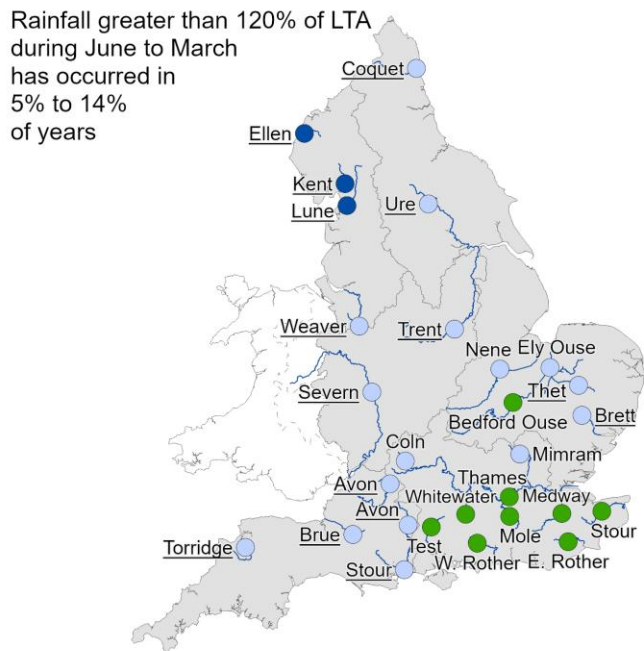 Rainfall greater than 120% of LTA
during June to March
has occurred in
5% to 14%
of years
Coquet
Ellen
Kent
Lune
Ure
Weaver
Trent
Nene
Ely Ouse
Severn
Thet
Brett
Bedford Ouse
Coln
Mimram
Avon
Thames
Whitewater
Medway
Avon
Torridge
Brue
Test
Mole
Stour
Stour
W. Rother
E. Rother